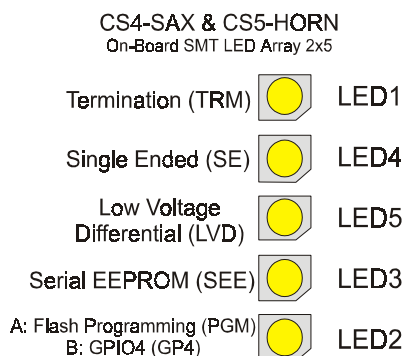 CS4-SAX & CS5-HORN
On-Board SMT LED Array 2x5
Termination (TRM) LED1
Single Ended (SE) LED4
Low Voltage
Differential (LVD) LED5
Serial EEPROM (SEE) LED3
A: Flash Programming (PGM)
B: GPIO4 (GP4) LED2